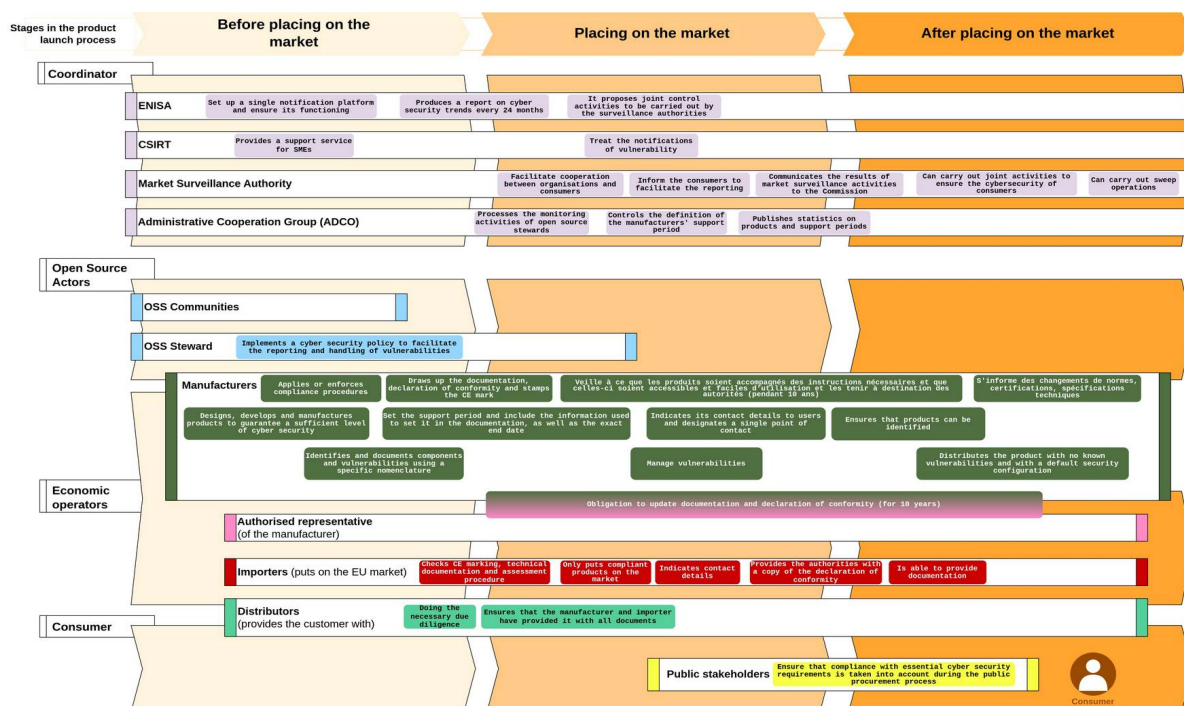 Stages in the product
launch process
Before placing on the
market
Placing on the market
After placing on the market
Coordinator
ENISA
Set up a single notification platform
and ensure its functioning
Produces a report on cyber
security trends every 24 months
It proposes joint control
activities to be carried out by
the surveillance authorities
CSIRT
Provides a support service
for SMEs
Treat the notifications
of vulnerability
Market Surveillance Authority
Facilitate cooperation
between organisations and
consumers
Inform the consumers to
facilitate the reporting
Communicates the results of
market surveillance activities
to the Commission
Can carry out joint activities to
ensure the cybersecurity of
consumers
Can carry out sweep
operations
Administrative Cooperation Group (ADCO)
Processes the monitoring
activities of open source
stewards
Controls the definition of
the manufacturers' support
period
Publishes statistics on
products and support periods
Open Source
Actors
OSS Communities
OSS Steward
Implements a cyber security policy to facilitate
the reporting and handling of vulnerabilities
Economic
operators
Manufacturers
Applies or enforces
compliance procedures
Draws up the documentation,
declaration of conformity and stamps
the CE mark
Veille à ce que les produits soient accompagnés des instructions nécessaires et que
celles-ci soient accessibles et faciles d'utilisation et les tenir à destination des
autorités (pendant 10 ans)
S'informe des changements de normes,
certifications, spécifications
techniques
Designs, develops and manufactures
products to guarantee a sufficient level
of cyber security
Set the support period and include the information used
to set it in the documentation, as well as the exact
end date
Indicates its contact details to users
and designates a single point of
contact
Ensures that products can be
identified
Identifies and documents components
and vulnerabilities using a
specific nomenclature
Manage vulnerabilities
Distributes the product with no known
vulnerabilities and with a default security
configuration
Obligation to update documentation and declaration of conformity (for 10 years)
Authorised representative
(of the manufacturer)
Importers (puts on the EU market)
Checks CE marking, technical
documentation and assessment
procedure
Only puts compliant
products on the
market
Indicates contact
details
Provides the authorities with
a copy of the declaration of
conformity
Is able to provide
documentation
Distributors
(provides the customer with)
Doing the
necessary due
diligence
Ensures that the manufacturer and importer
have provided it with all documents
Consumer
Public stakeholders
Ensure that compliance with essential cyber security
requirements is taken into account during the public
procurement process
Consumer